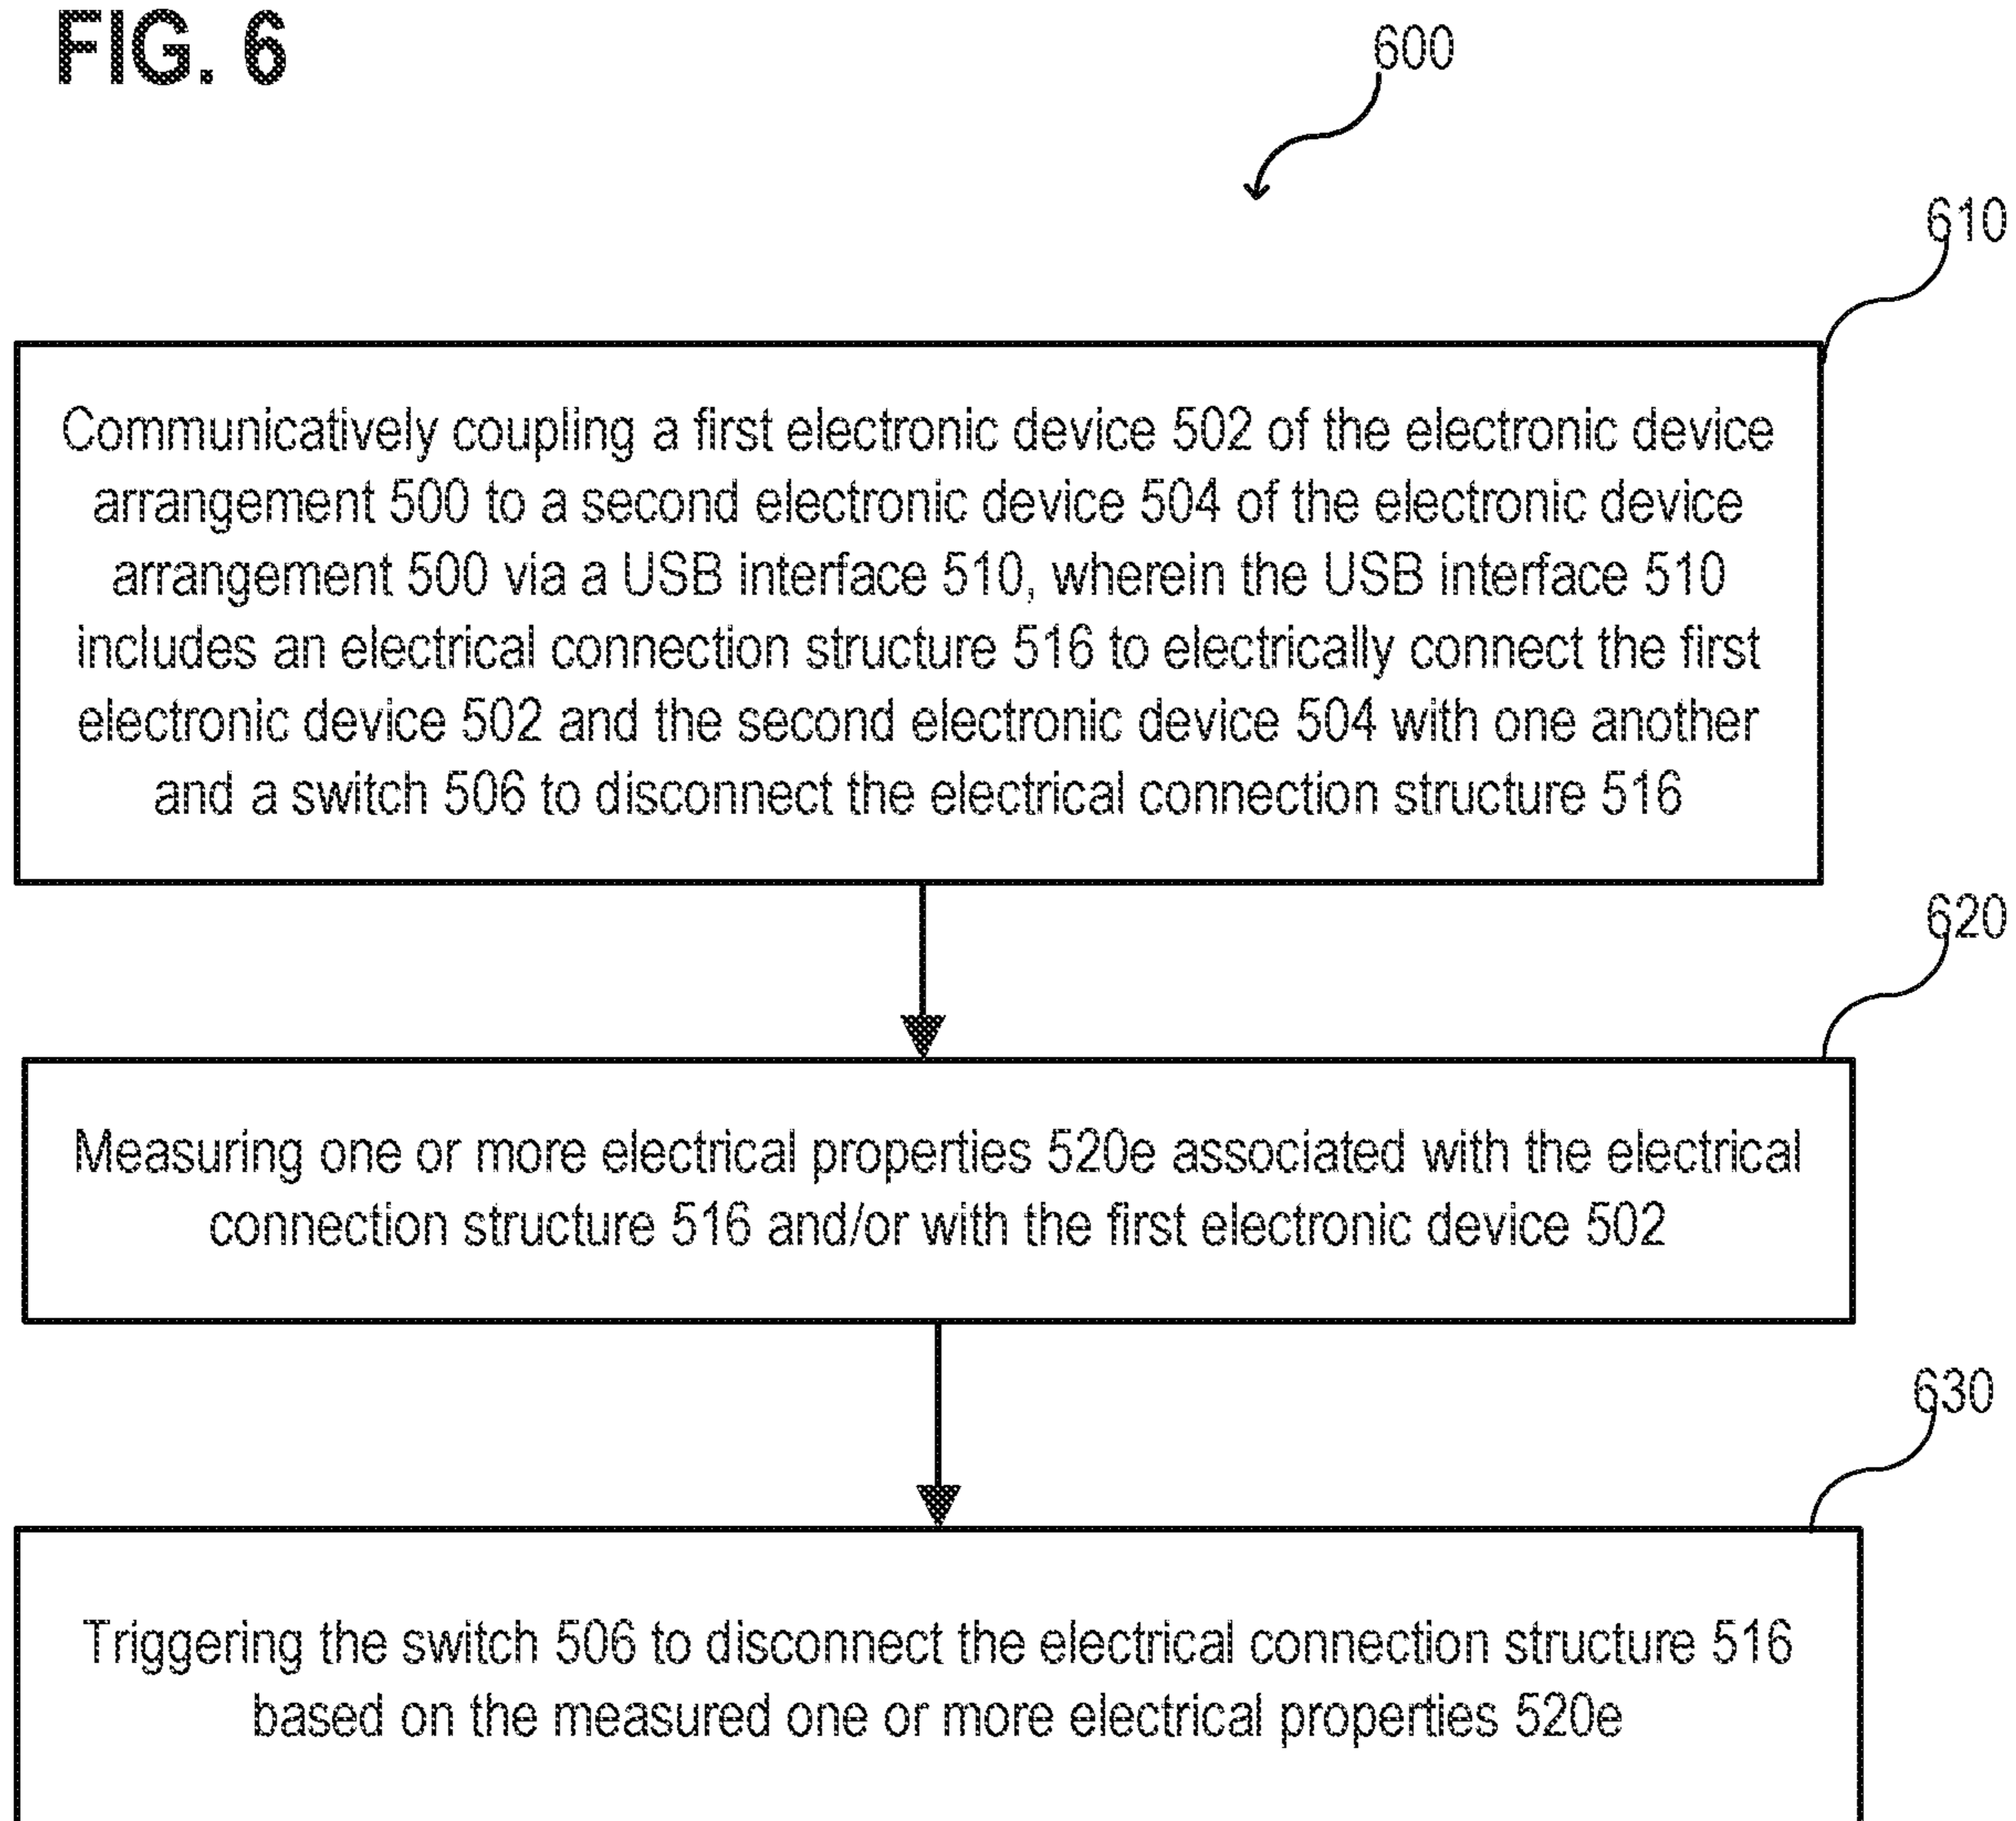 FIG. 6
600
610
Communicatively coupling a first electronic device 502 of the electronic device
arrangement 500 to a second electronic device 504 of the electronic device
arrangement 500 via a USB interface 510, wherein the USB interface 510
includes an electrical connection structure 516 to electrically connect the first
electronic device 502 and the second electronic device 504 with one another
and a switch 506 to disconnect the electrical connection structure 516
620
Measuring one or more electrical properties 520e associated with the electrical
connection structure 516 and/or with the first electronic device 502
630
Triggering the switch 506 to disconnect the electrical connection structure 516
based on the measured one or more electrical properties 520e